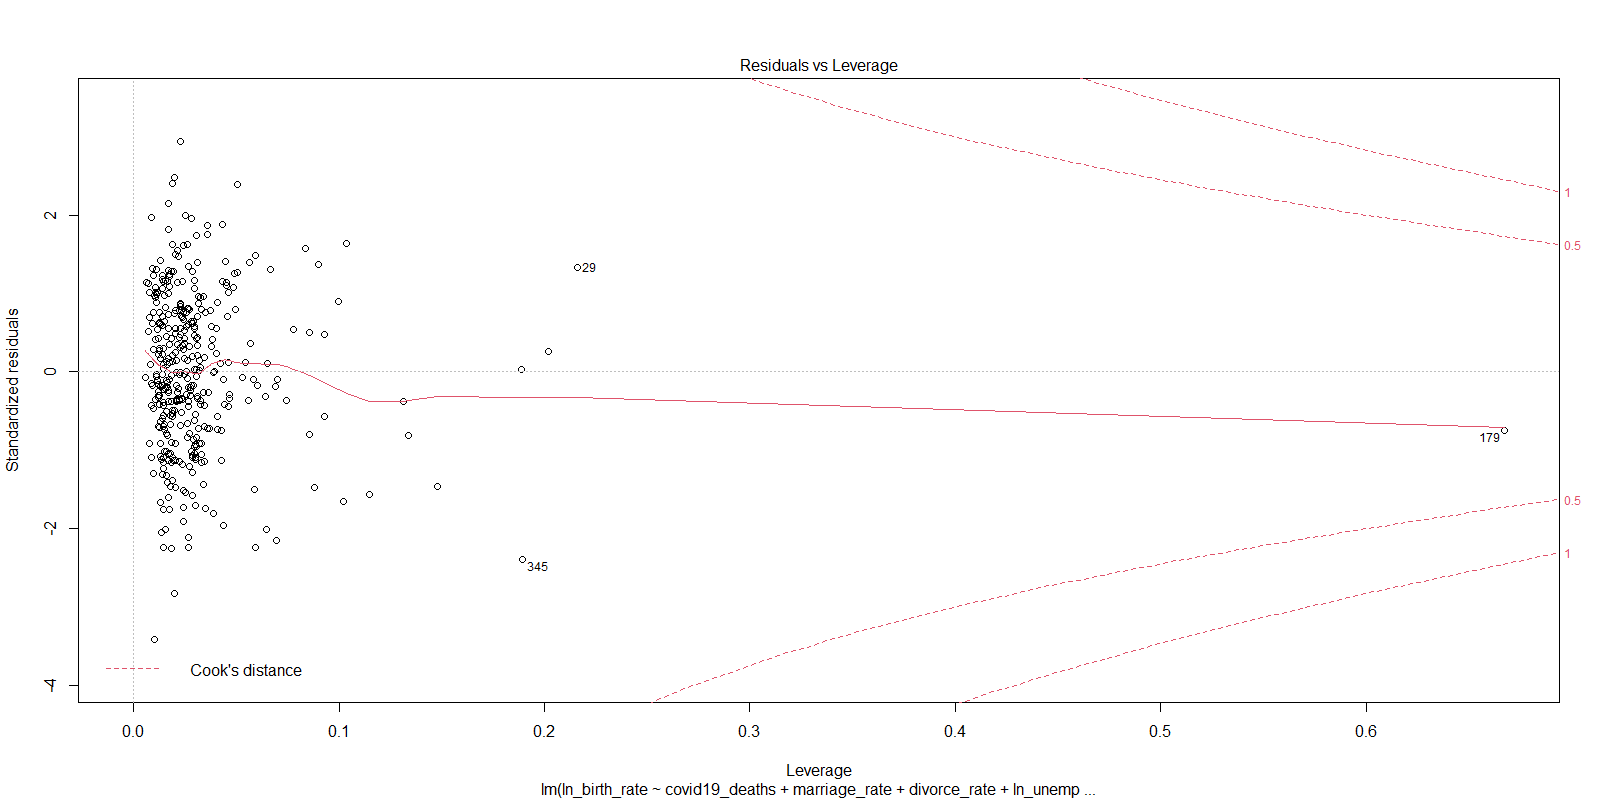 Residuals vs Leverage
Standardized residuals
2
0
-2
-4
29
179
345
1
0.5
0.5
1
Cook's distance
0.0 0.1 0.2 0.3 0.4 0.5 0.6
Leverage
lm(ln_birth_rate ~ covid19_deaths + marriage_rate + divorce_rate + ln_unemp ...